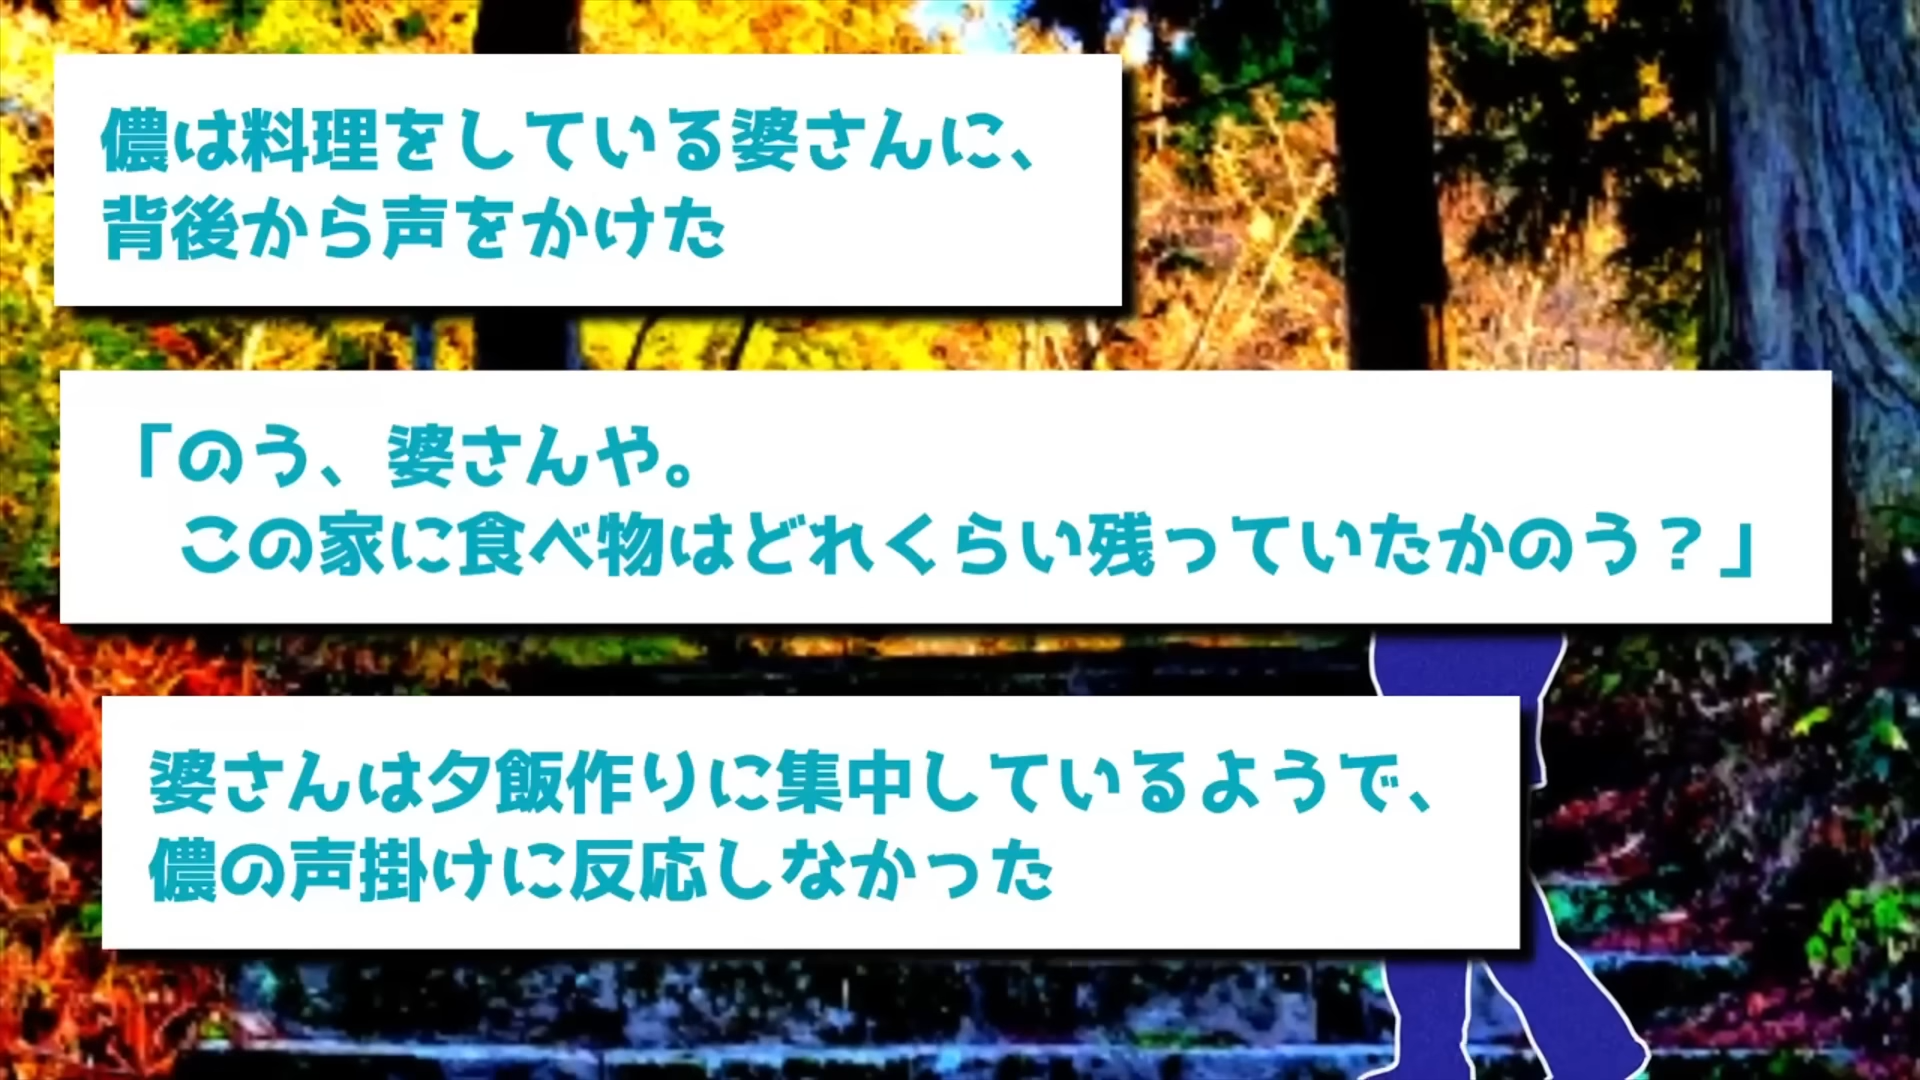 儂は料理をしている婆さんに、
背後から声をかけた
「のう、婆さんや。
この家に食べ物はどれくらい残っていたかのう？」
婆さんは夕飯作りに集中しているようで、
儂の声掛けに反応しなかった